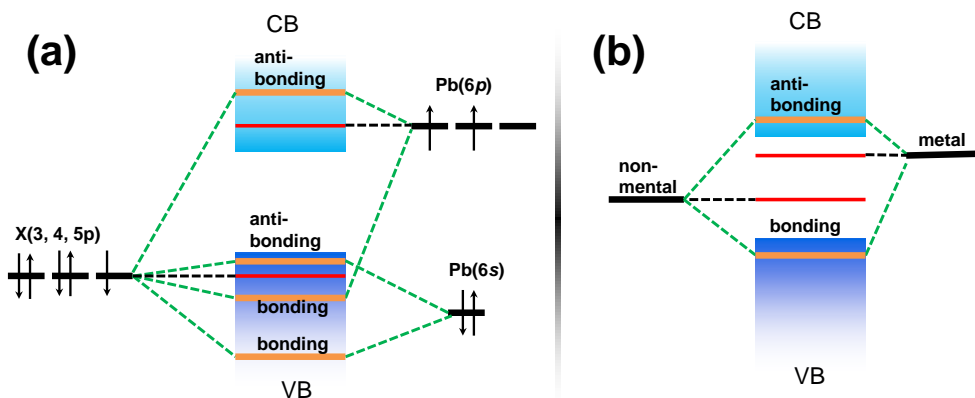 (a)
CB
anti-
bonding
Pb(6p)
X(3, 4, 5p)
anti-
bonding
Pb(6s)
bonding
bonding
VB
(b)
CB
anti-
bonding
metal
non-
mental
bonding
VB